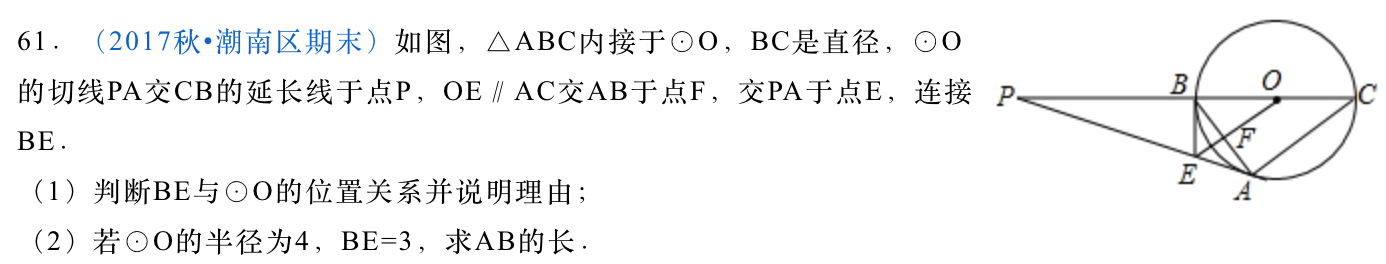 61. （2017秋•潮南区期末）如图，△ABC内接于⊙O，BC是直径，⊙O
的切线PA交CB的延长线于点P，OE∥AC交AB于点F，交PA于点E，连接
BE.
（1）判断BE与⊙O的位置关系并说明理由；
（2）若⊙O的半径为4，BE=3，求AB的长.
P
B
O
C
F
E
A